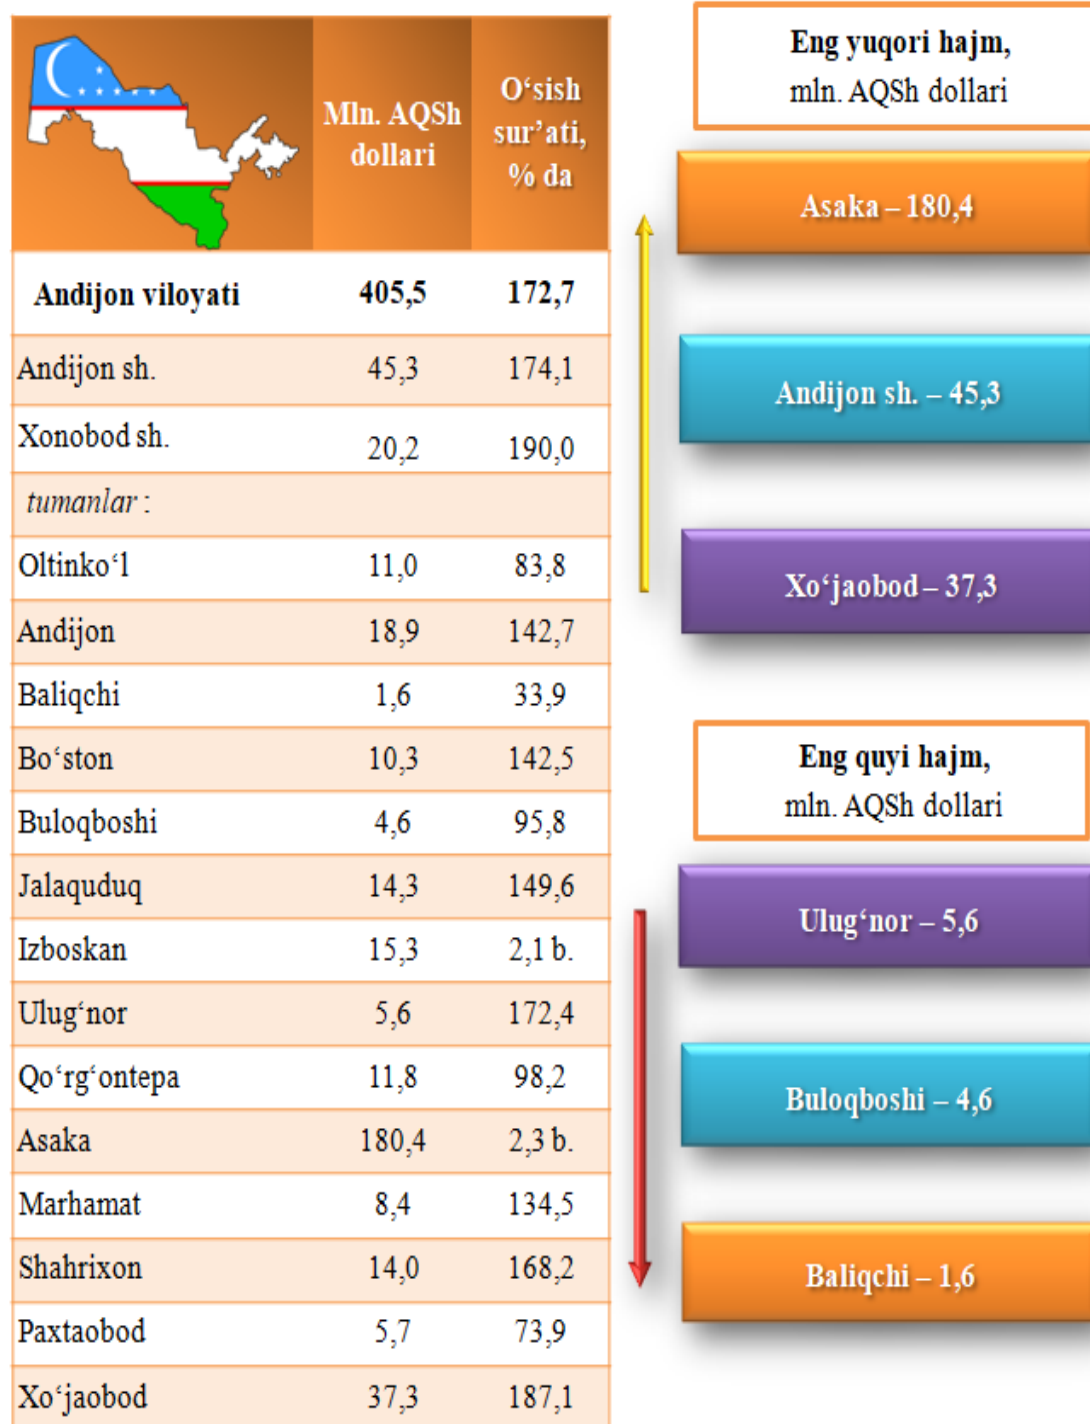 Mln. AQSh
dollari
O‘sish
sur’ati,
% da
Andijon viloyati 405,5 172,7
Andijon sh. 45,3 174,1
Xonobod sh. 20,2 190,0
tumanlar :
Oltinko‘l 11,0 83,8
Andijon 18,9 142,7
Baliqchi 1,6 33,9
Bo‘ston 10,3 142,5
Buloqboshi 4,6 95,8
Jalaquduq 14,3 149,6
Izboskan 15,3 2,1 b.
Ulug‘nor 5,6 172,4
Qo‘rg‘ontepa 11,8 98,2
Asaka 180,4 2,3 b.
Marhamat 8,4 134,5
Shahrixon 14,0 168,2
Paxtaobod 5,7 73,9
Xo‘jaobod 37,3 187,1
Eng yuqori hajm,
mln. AQSh dollari
Asaka – 180,4
Andijon sh. – 45,3
Xo‘jaobod – 37,3
Eng quyi hajm,
mln. AQSh dollari
Ulug‘nor – 5,6
Buloqboshi – 4,6
Baliqchi – 1,6